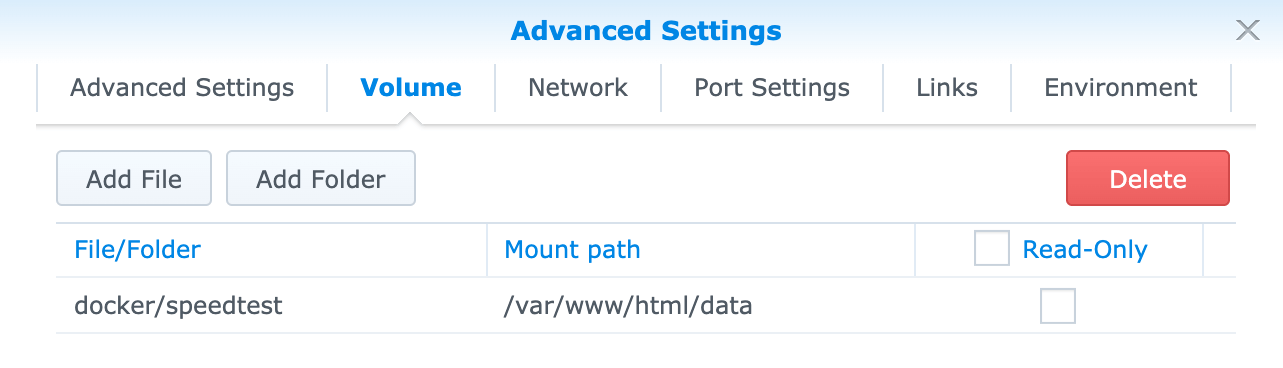 Advanced Settings
Advanced Settings Volume Network Port Settings Links Environment
Add File Add Folder Delete
File/Folder Mount path Read-Only
docker/speedtest /var/www/html/data